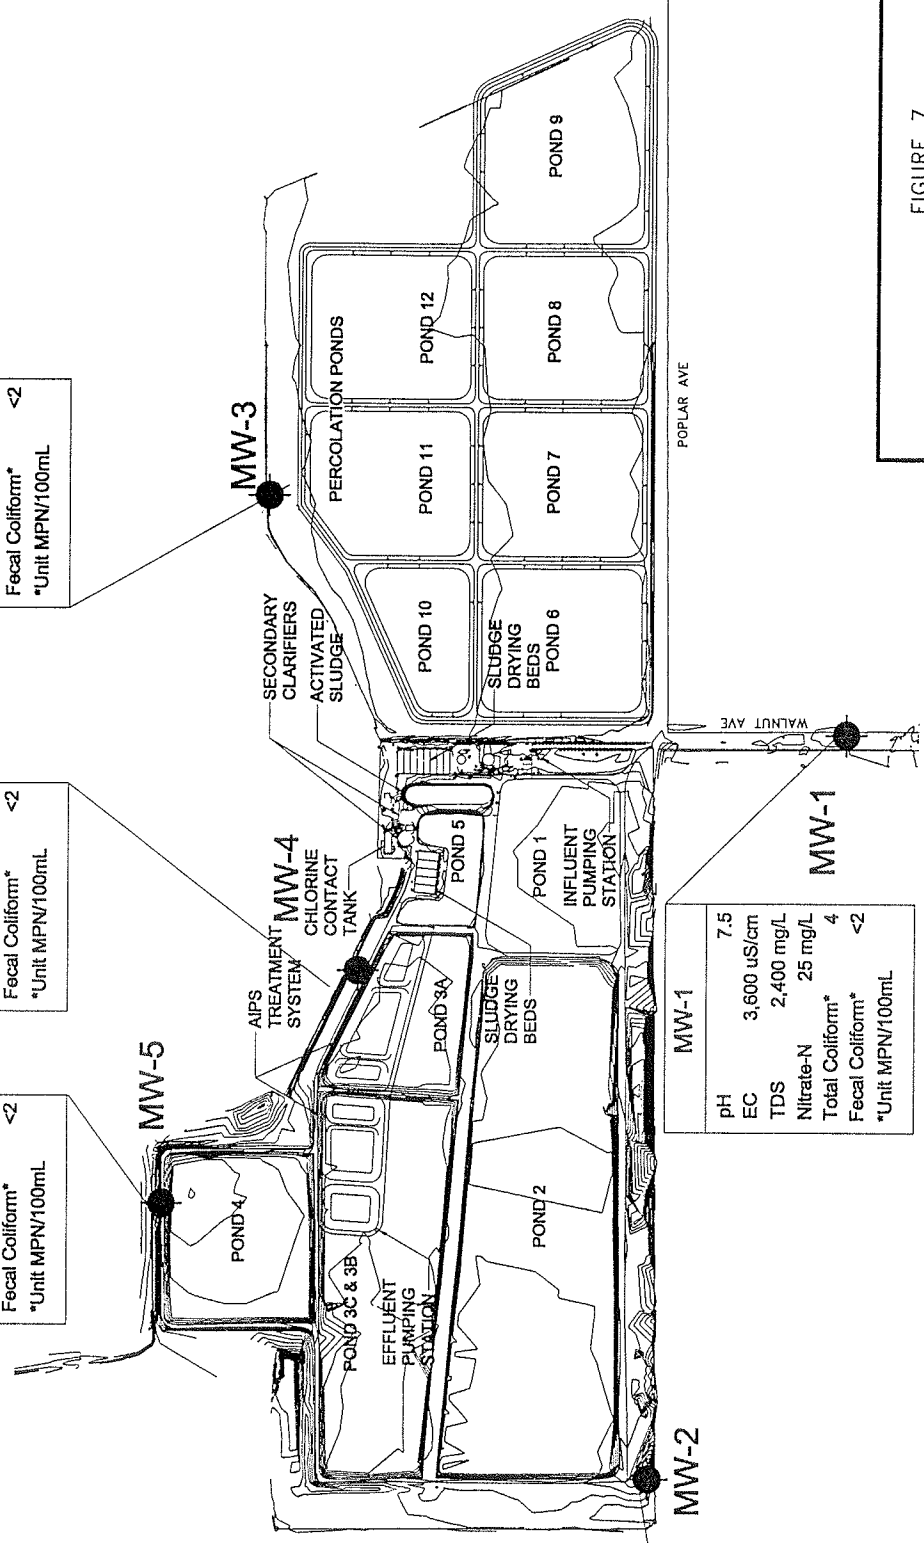 Fecal Coliform* <2
*Unit MPN/100mL
Fecal Coliform* <2
*Unit MPN/100mL
Fecal Coliform* <2
*Unit MPN/100mL
MW-5
MW-4
MW-3
AIPS
TREATMENT
SYSTEM
CHLORINE
CONTACT
TANK
SECONDARY
CLARIFIERS
ACTIVATED
SLUDGE
PERCOLATION PONDS
POND 4
POND 3C & 3B
EFFLUENT
PUMPING
STATION
POND 3A
POND 5
POND 10
POND 11
POND 12
SLUDGE
DRYING
BEDS
SLUDGE
DRYING
BEDS
POND 2
POND 1
INFLUENT
PUMPING
STATION
POND 6
POND 7
POND 8
POND 9
POPLAR AVE
WALNUT AVE
MW-2
MW-1
MW-1
pH 7.5
EC 3,600 uS/cm
TDS 2,400 mg/L
Nitrate-N 25 mg/L
Total Coliform* 4
Fecal Coliform* <2
*Unit MPN/100mL
FIGURE 7